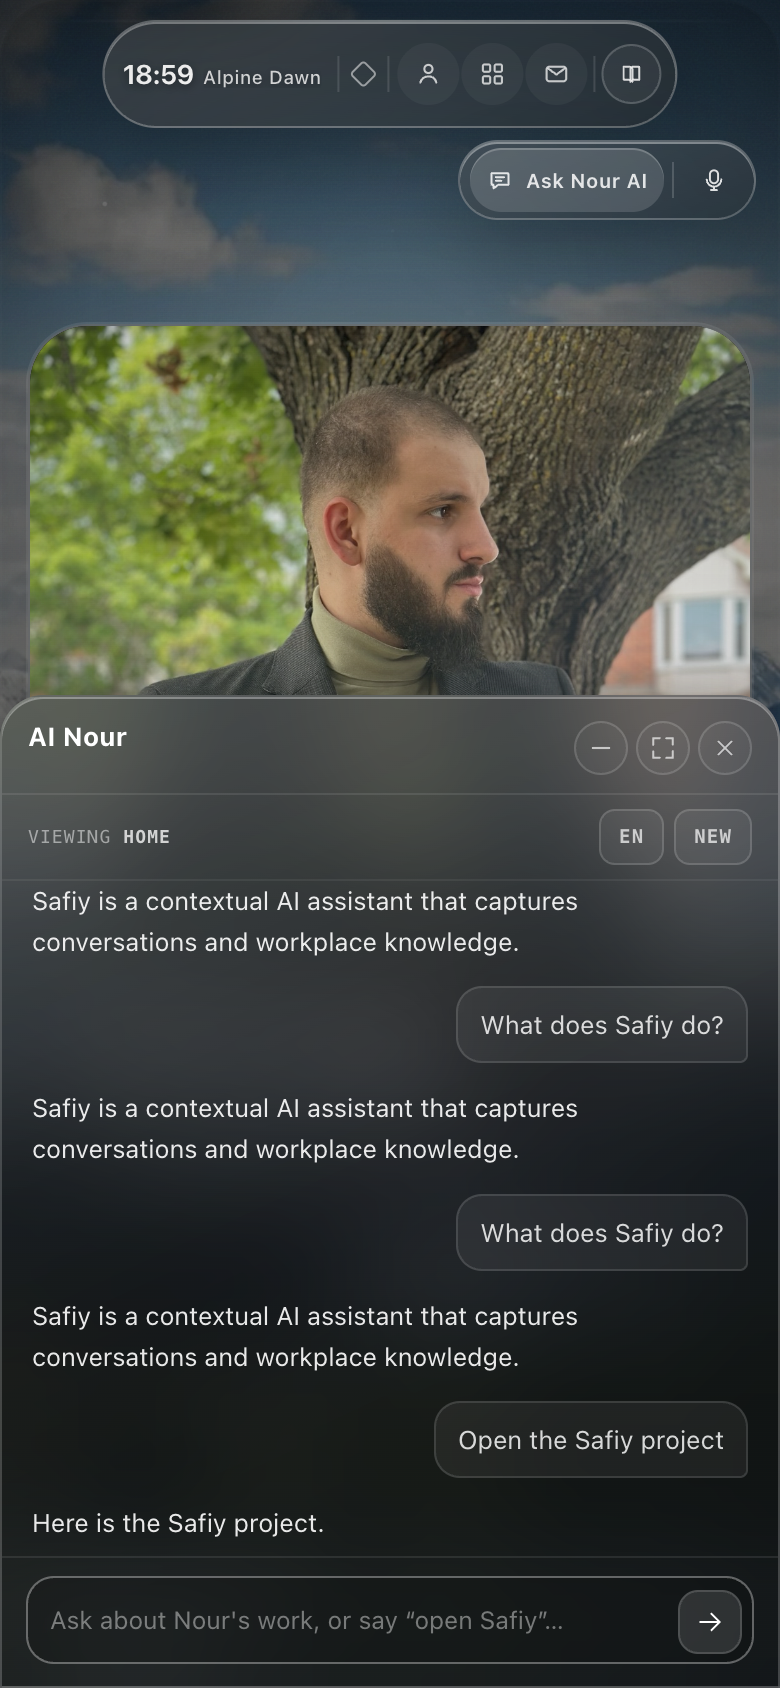 18:59 Alpine Dawn
Ask Nour AI
AI Nour
VIEWING HOME
EN
NEW
Safiy is a contextual AI assistant that captures
conversations and workplace knowledge.
What does Safiy do?
Safiy is a contextual AI assistant that captures
conversations and workplace knowledge.
What does Safiy do?
Safiy is a contextual AI assistant that captures
conversations and workplace knowledge.
Open the Safiy project
Here is the Safiy project.
Ask about Nour's work, or say “open Safiy”...